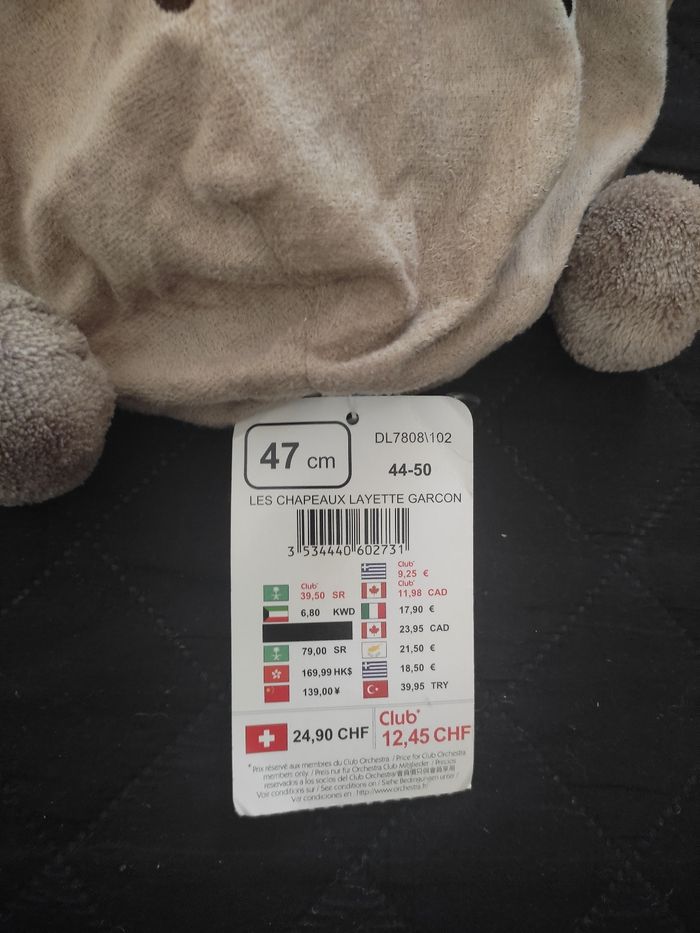 47 cm
DL7808\102
44-50
LES CHAPEAUX LAYETTE GARCON
3 534440 602731
Club*
9,25 €
Club*
39,50 SR
Club*
11,98 CAD
6,80 KWD
17,90 €
23,95 CAD
79,00 SR
21,50 €
169,99 HK$
18,50 €
139,00 ¥
39,95 TRY
24,90 CHF
Club*
12,45 CHF
* Prix réservé aux membres du Club Orchestra / Price for Club Orchestra
members only / Preis nur für Orchestra Club Mitglieder / Precios
reservados a los socios del Club Orchestra/
Voir conditions sur / See conditions on / Siehe Bedingungen unter /
Ver condiciones en : http://www.orchestra.fr/